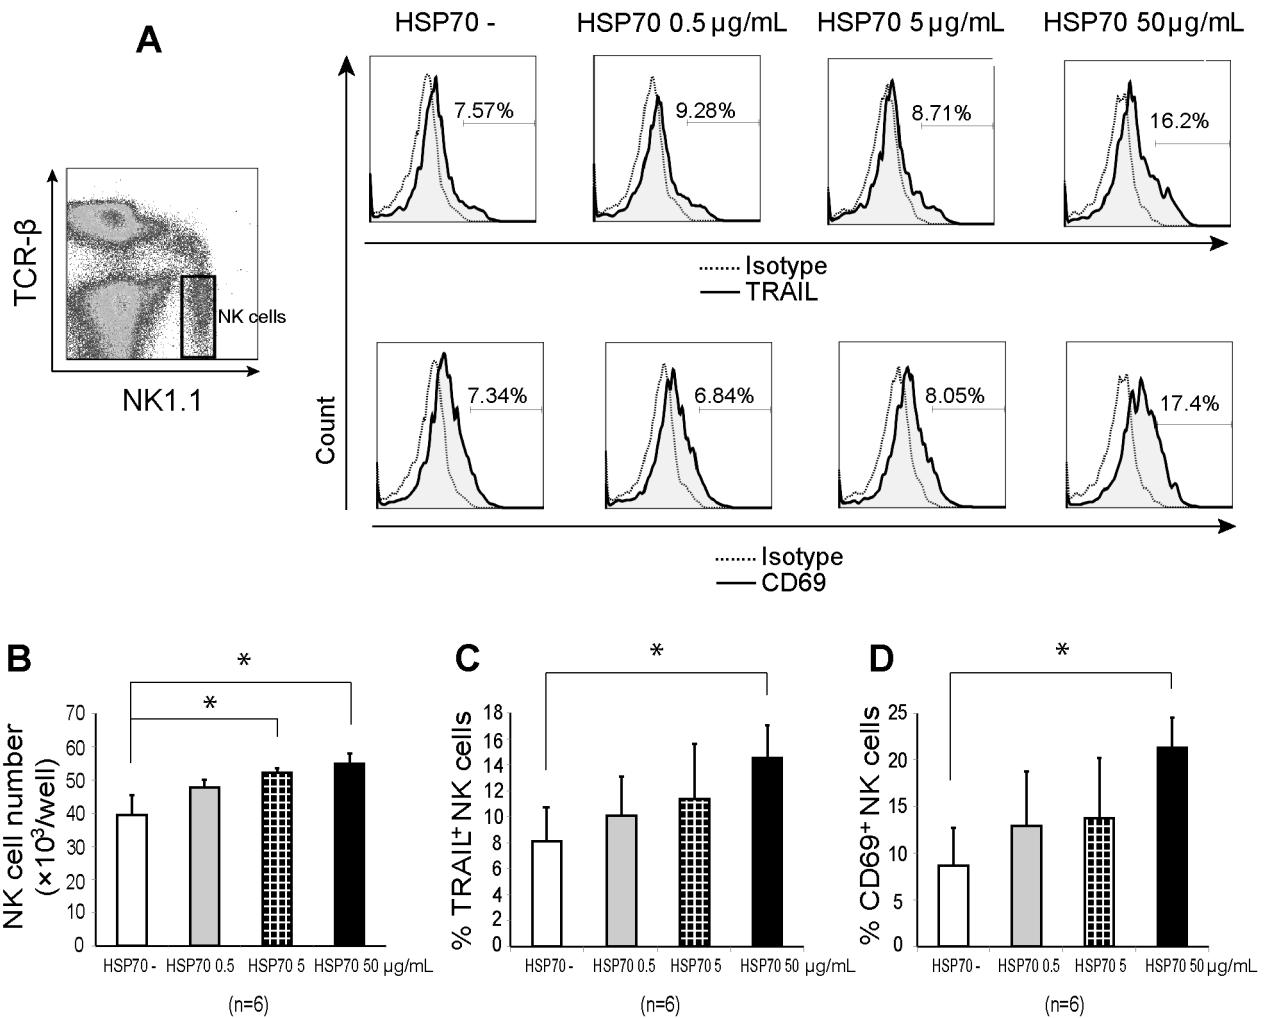 A
HSP70 -
HSP70 0.5 µg/mL
HSP70 5 µg/mL
HSP70 50µg/mL
7.57%
9.28%
8.71%
16.2%
TCR-β
NK cells
NK1.1
Isotype
TRAIL
Count
7.34%
6.84%
8.05%
17.4%
Isotype
CD69
B
*
*
NK cell number
(×10³/well)
70
60
50
40
30
20
10
0
HSP70 - HSP70 0.5 HSP70 5 HSP70 50 µg/mL
(n=6)
C
*
% TRAIL⁺ NK cells
18
16
14
12
10
8
6
4
2
0
HSP70 - HSP70 0.5 HSP70 5 HSP70 50 µg/mL
(n=6)
D
*
% CD69⁺ NK cells
25
20
15
10
5
0
HSP70 - HSP70 0.5 HSP70 5 HSP70 50 µg/mL
(n=6)